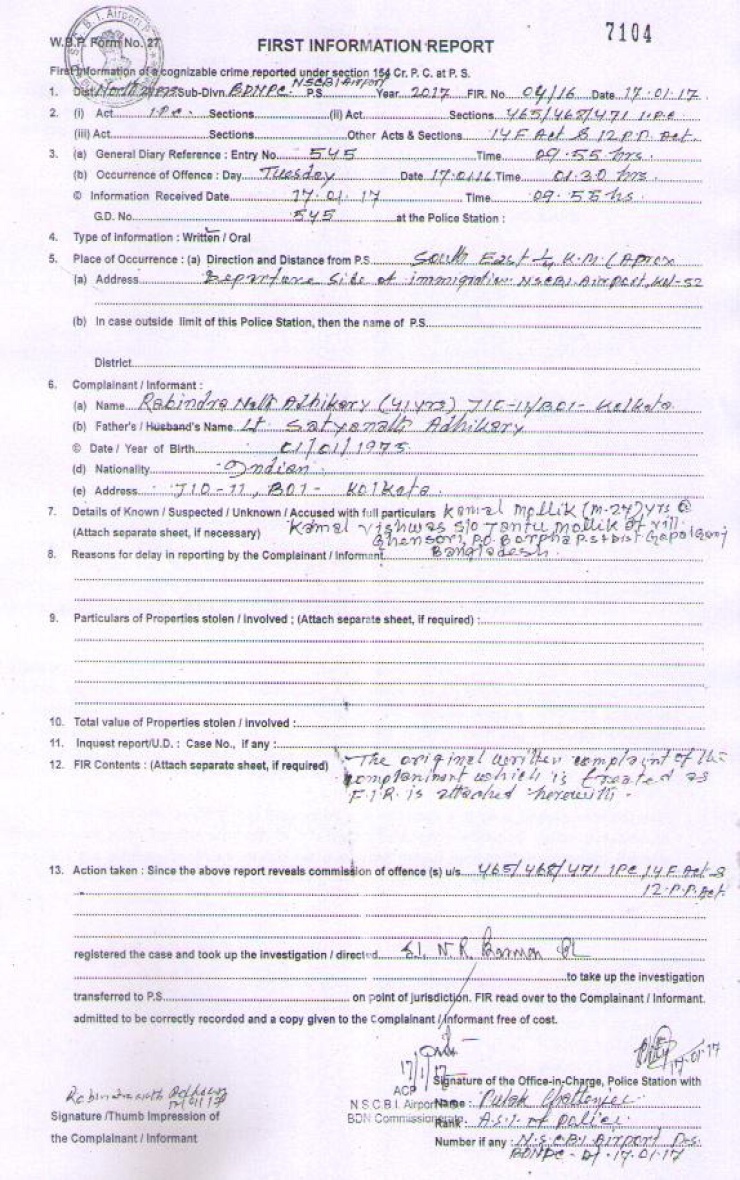 7104
W.B.P. Form No. 27
FIRST INFORMATION REPORT
First Information of a cognizable crime reported under section 154 Cr. P. C. at P. S.
1. Dist. North 24 Sub-Divn. BDNPC P.S. NSCBI Airport Year 2017 FIR. No. 04/16 Date 17.01.17.
2. (i) Act I.P.C. Sections (ii) Act Sections 465/468/471 I.P.C
(iii) Act Sections Other Acts & Sections 14 F Act & 12 P.P. Act.
3. (a) General Diary Reference : Entry No. 545 Time 09.55 hrs.
(b) Occurrence of Offence : Day Tuesday Date 17.01.16 Time 01.30 hrs.
© Information Received Date 17.01.17 Time 09.55 hs.
G.D. No. 545 at the Police Station :
4. Type of Information : Written / Oral
5. Place of Occurrence : (a) Direction and Distance from P.S. South East K.M. (Aprox
(a) Address Departure Side of immigration NSCBI Airport, Kol-52
(b) In case outside limit of this Police Station, then the name of P.S.
District
6. Complainant / Informant :
(a) Name Rabindra Nath Adhikary (41yrs) JIO-II/BOI- Kolkata
(b) Father's / Husband's Name Lt. Satyanath Adhikary
© Date / Year of Birth 01/01/1975.
(d) Nationality Indian.
(e) Address JIO-II, BOI- Kolkata.
7. Details of Known / Suspected / Unknown / Accused with full particulars Kamal Mollik (M-24) yrs @
(Attach separate sheet, if necessary) Kamal Vishwas S/o Jantu Mollik of vill.
Ghensori, P.O. Borpha P.S + Dist- Gopalgonj
8. Reasons for delay in reporting by the Complainant / Informent Bangladesh.
9. Particulars of Properties stolen / Involved ; (Attach separate sheet, if required) :
10. Total value of Properties stolen / involved :
11. Inquest report/U.D. : Case No., if any :
12. FIR Contents : (Attach separate sheet, if required) The original written complaint of the
complaninant which is treated as
F.I.R. is attached herewith.
13. Action taken : Since the above report reveals commission of offence (s) u/s 465/468/471 IPC, 14 F Act &
12.P.P.Act.
registered the case and took up the investigation / directed S.I. N.R. Barman
to take up the investigation
transferred to P.S. on point of jurisdiction. FIR read over to the Complainant / Informant.
admitted to be correctly recorded and a copy given to the Complainant / Informant free of cost.
17/1/17
17.01.17
ACP
Signature of the Office-in-Charge, Police Station with
Rabindranath Adhikary
17/01/17
N.S.C.B.I. Airport
Name : Pulak Chatterjee
Signature /Thumb Impression of
BDN Commissionerate
Rank : A.S.I of Police
the Complainant / Informant
Number if any : N.S.C.B.I Airport P.S.
BDNPC - Dt. 17.01.17